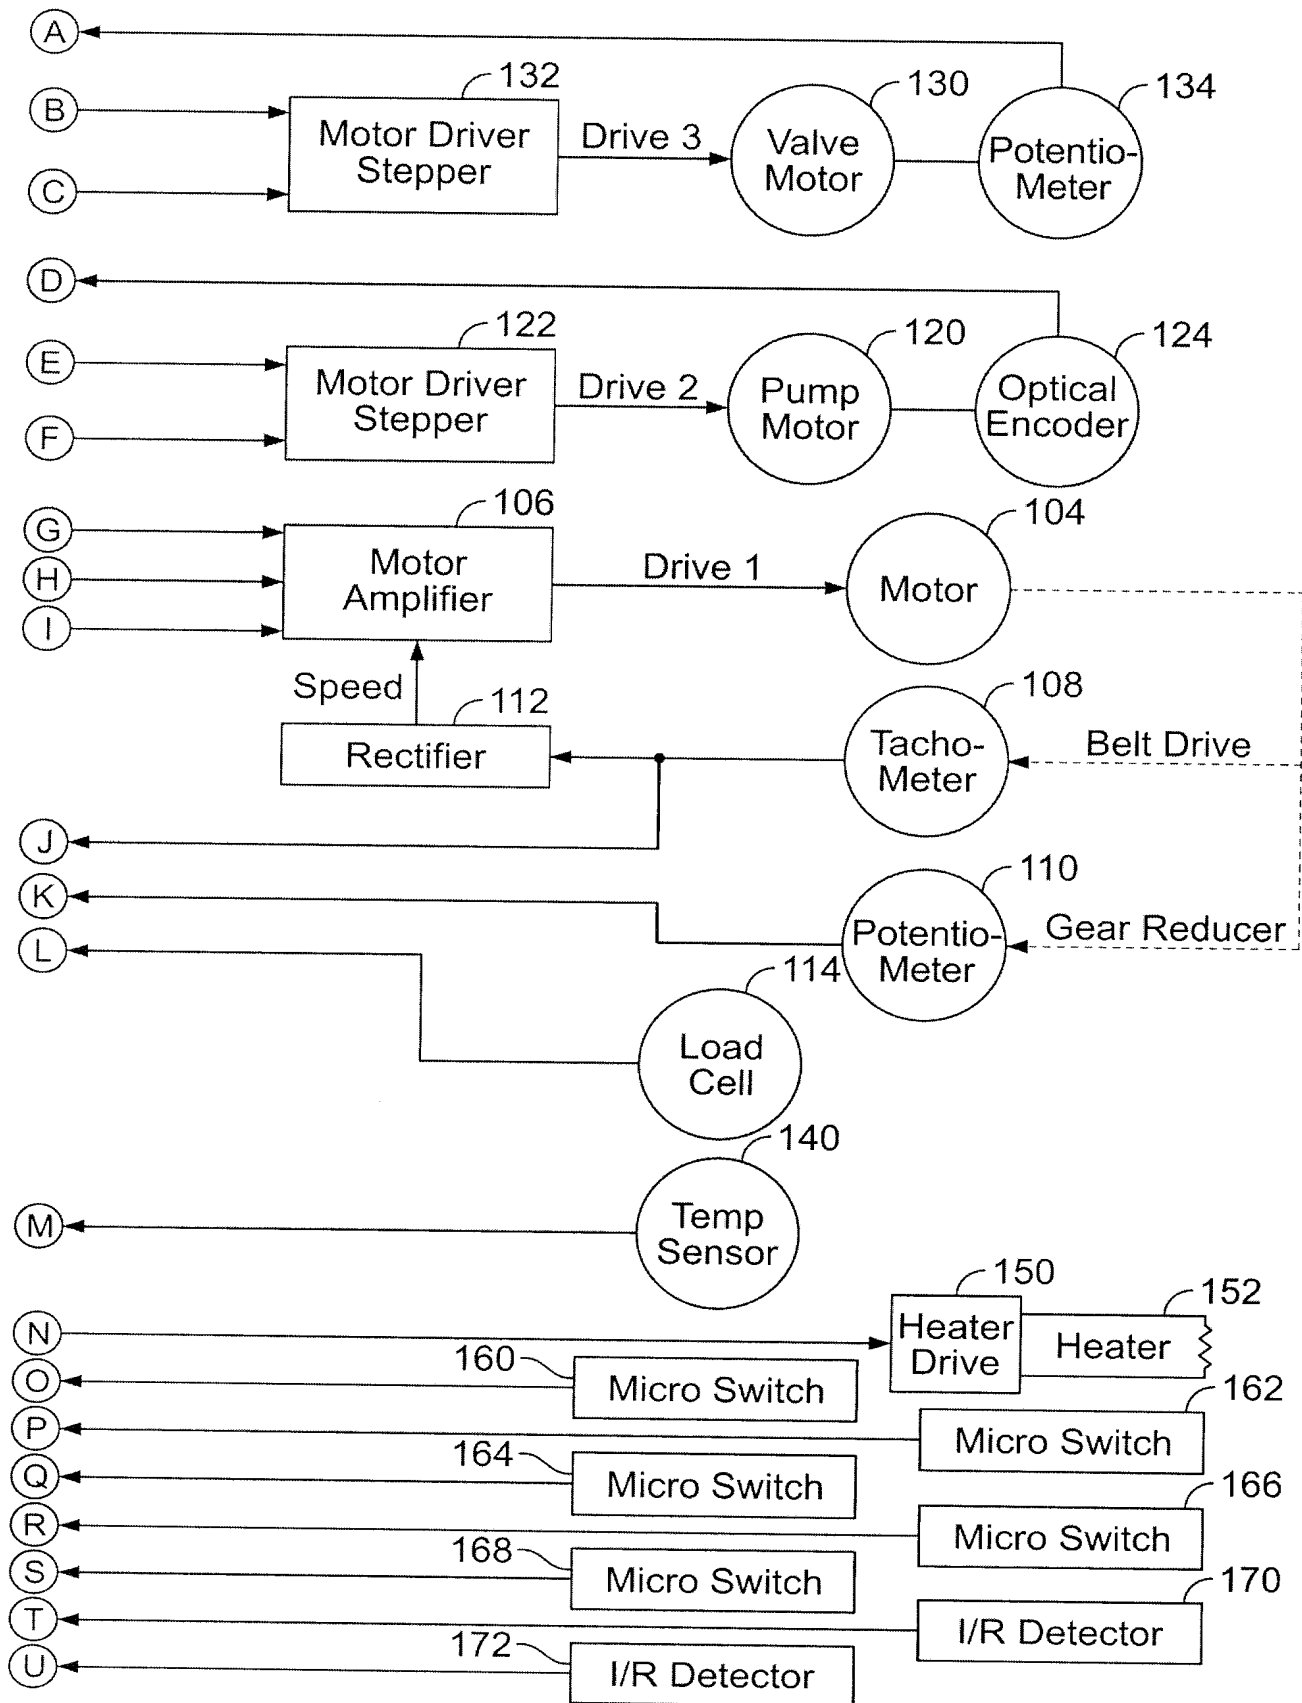 A
132
130
134
B
Motor Driver
Stepper
Drive 3
Valve
Motor
Potentio-
Meter
C
D
122
120
124
E
Motor Driver
Stepper
Drive 2
Pump
Motor
Optical
Encoder
F
106
104
G
H
I
Motor
Amplifier
Drive 1
Motor
Speed
112
108
Rectifier
Tacho-
Meter
Belt Drive
J
K
110
L
Potentio-
Meter
Gear Reducer
114
Load
Cell
140
M
Temp
Sensor
150
152
N
Heater
Drive
Heater
O
160
Micro Switch
162
P
Micro Switch
164
Q
Micro Switch
166
R
Micro Switch
168
S
Micro Switch
170
T
I/R Detector
172
U
I/R Detector